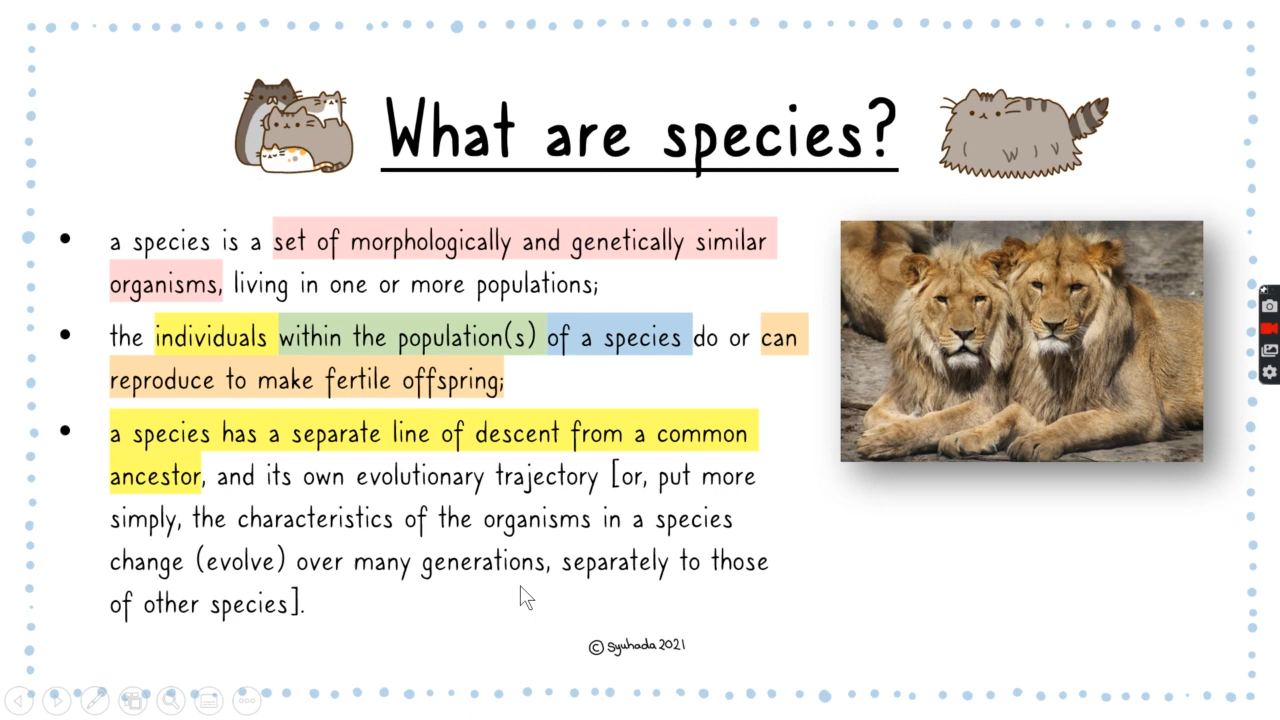 What are species?
• a species is a set of morphologically and genetically similar
organisms, living in one or more populations;
• the individuals within the population(s) of a species do or can
reproduce to make fertile offspring;
• a species has a separate line of descent from a common
ancestor, and its own evolutionary trajectory [or, put more
simply, the characteristics of the organisms in a species
change (evolve) over many generations, separately to those
of other species].
© syuhada 2021